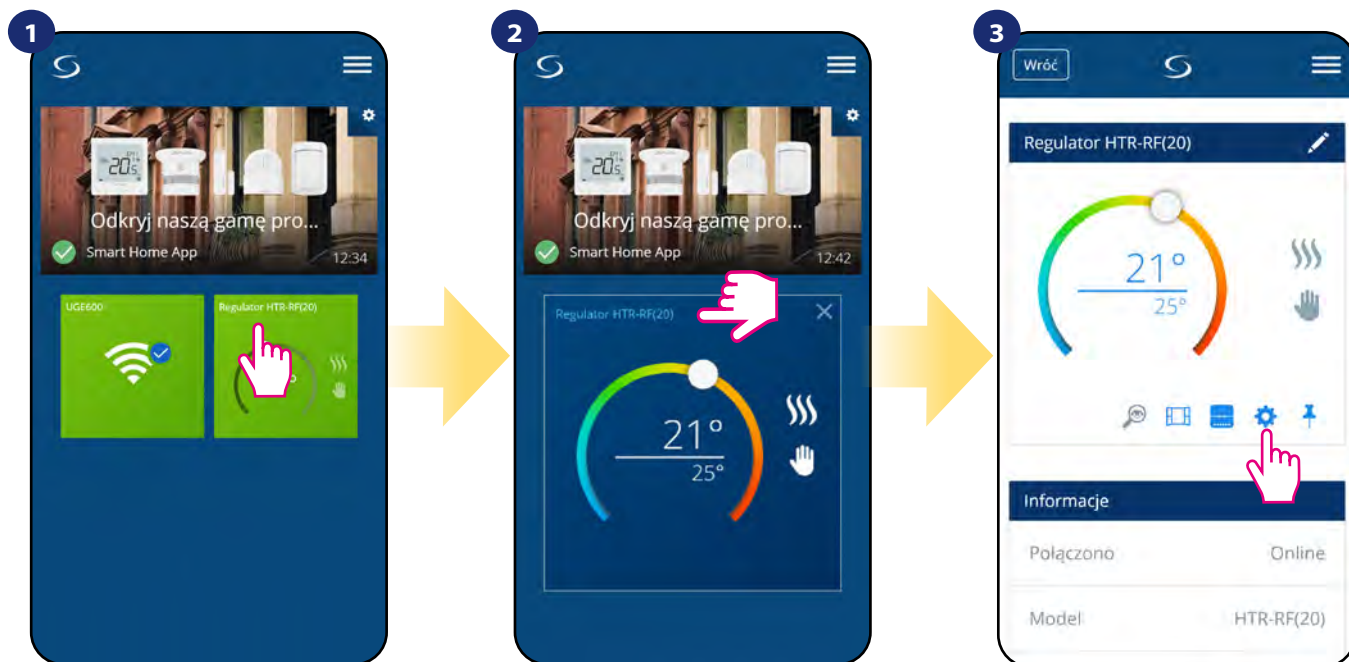 1
Odkryj naszą gamę pro...
Smart Home App
12:34
UGE600
Regulator HTR-RF(20)
2
Odkryj naszą gamę pro...
Smart Home App
12:42
Regulator HTR-RF(20)
21°
25°
3
Wróć
Regulator HTR-RF(20)
21°
25°
Informacje
Połączono Online
Model HTR-RF(20)